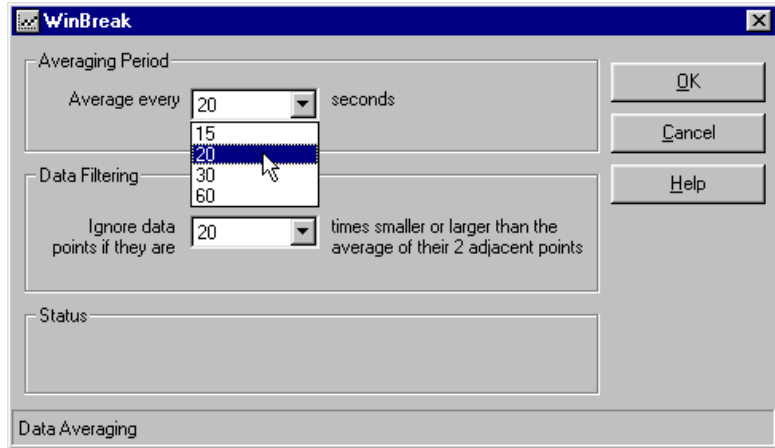 WinBreak
Averaging Period
Average every 20 seconds
15
20
30
60
Data Filtering
Ignore data points if they are 20 times smaller or larger than the average of their 2 adjacent points
Status
OK
Cancel
Help
Data Averaging